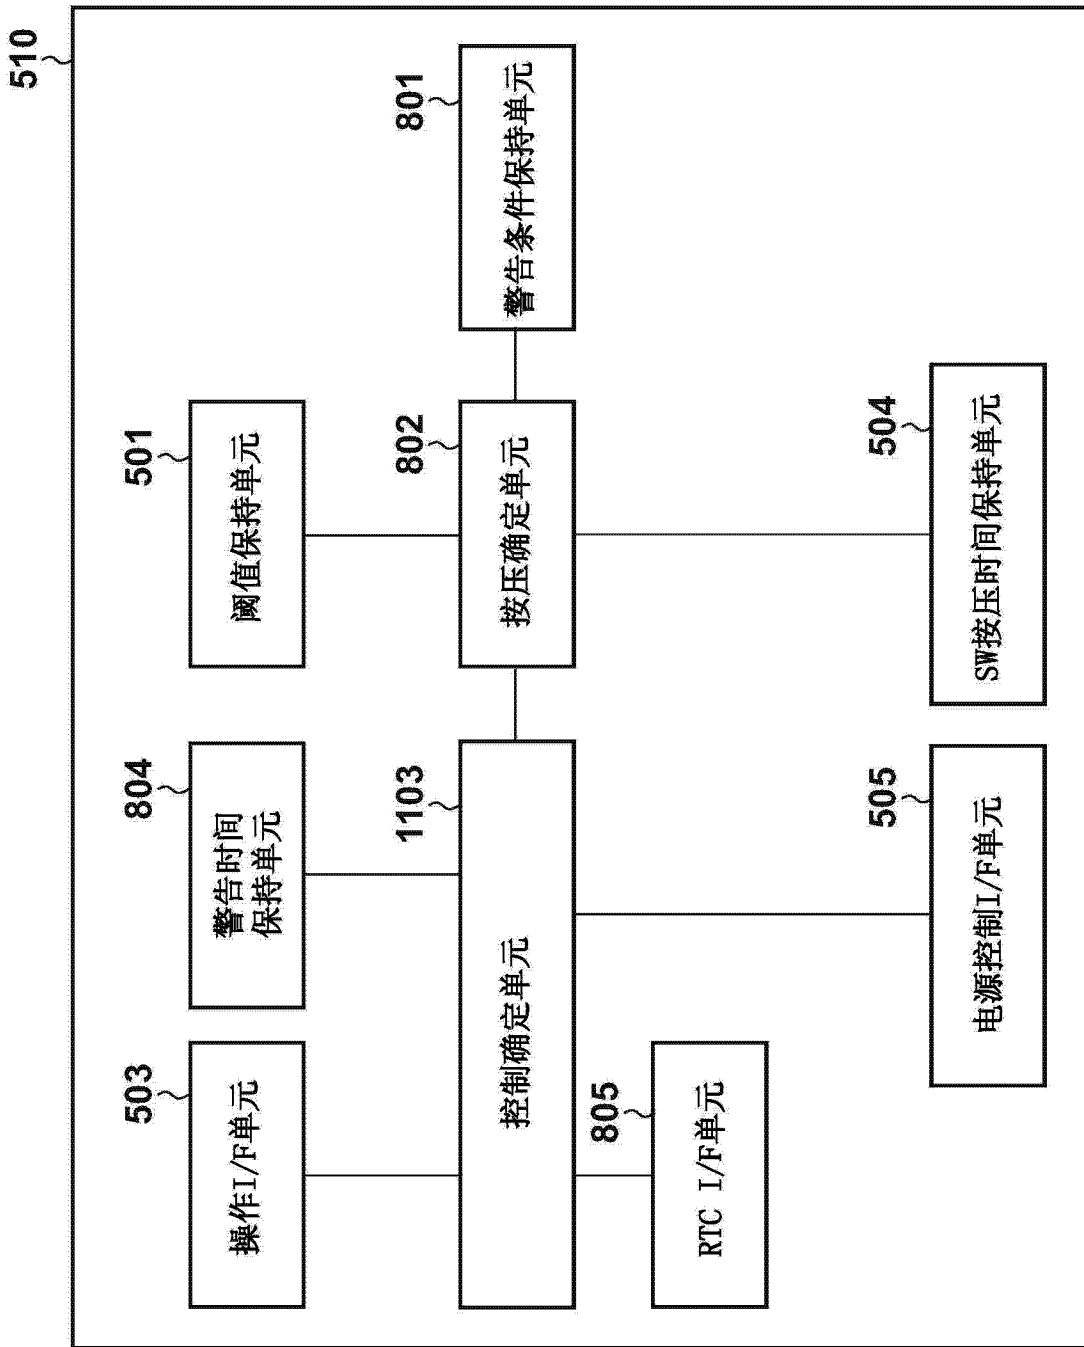 510
503
操作I/F单元
804
警告时间
保持单元
501
阈值保持单元
1103
控制确定单元
802
按压确定单元
801
警告条件保持单元
805
RTC I/F单元
505
电源控制I/F单元
504
SW按压时间保持单元